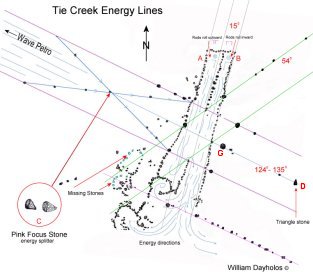 Tie Creek Energy Lines
15°
Wave Petro
Rods roll outward
Rods roll inward
N
A
B
54°
G
124°- 135°
D
Missing Stones
C
Triangle stone
Pink Focus Stone
energy splitter
Energy directions
William Dayholos ©